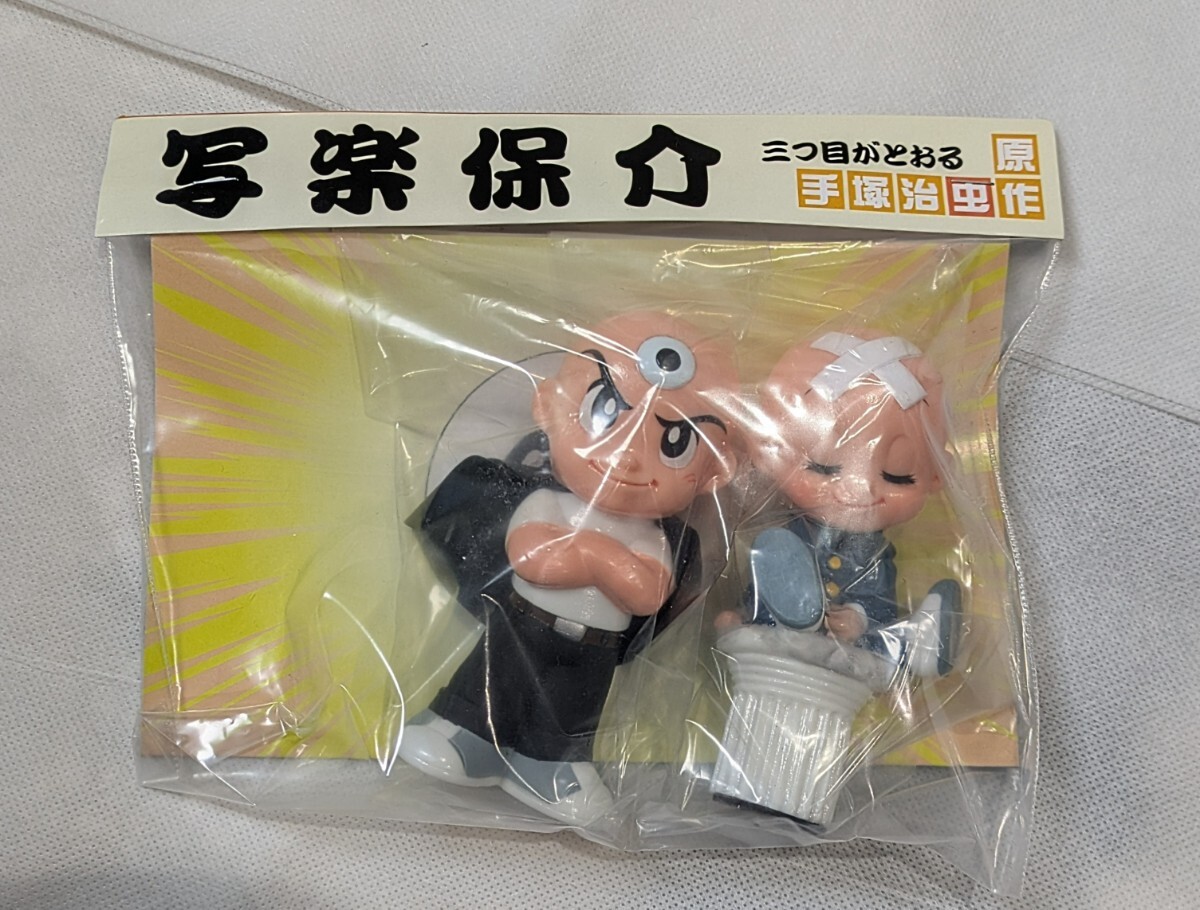 写楽保介
三つ目がとおる
原
手塚治虫作